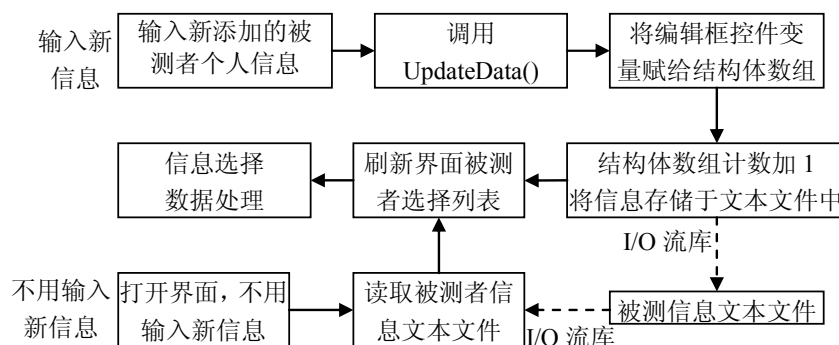 输入新
信息
输入新添加的被
测者个人信息
调用
UpdateData()
将编辑框控件变
量赋给结构体数组
信息选择
数据处理
刷新界面被测
者选择列表
结构体数组计数加 1
将信息存储于文本文件中
I/O 流库
不用输入
新信息
打开界面，不用
输入新信息
读取被测者信
息文本文件
I/O 流库
被测信息文本文件